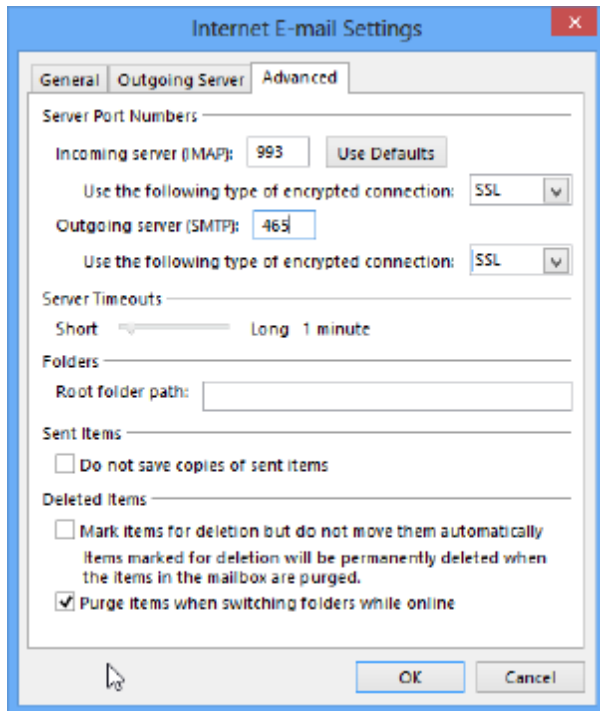 Internet E-mail Settings
x
General Outgoing Server Advanced
Server Port Numbers
Incoming server (IMAP): 993 Use Defaults
Use the following type of encrypted connection: SSL
Outgoing server (SMTP): 465
Use the following type of encrypted connection: SSL
Server Timeouts
Short Long 1 minute
Folders
Root folder path:
Sent Items
Do not save copies of sent items
Deleted Items
Mark items for deletion but do not move them automatically
Items marked for deletion will be permanently deleted when
the items in the mailbox are purged.
Purge items when switching folders while online
OK Cancel